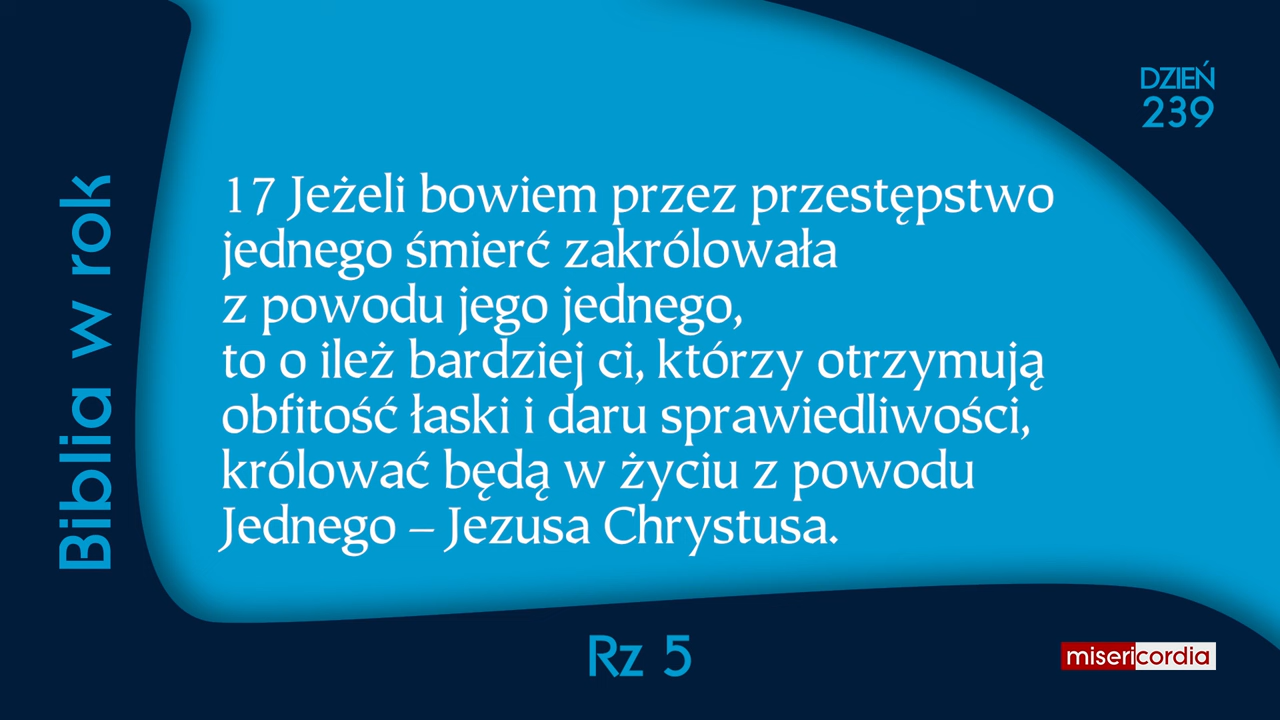 DZIEŃ
239
Biblia w rok
17 Jeżeli bowiem przez przestępstwo
jednego śmierć zakrólowała
z powodu jego jednego,
to o ileż bardziej ci, którzy otrzymują
obfitość łaski i daru sprawiedliwości,
królować będą w życiu z powodu
Jednego – Jezusa Chrystusa.
Rz 5
misericordia